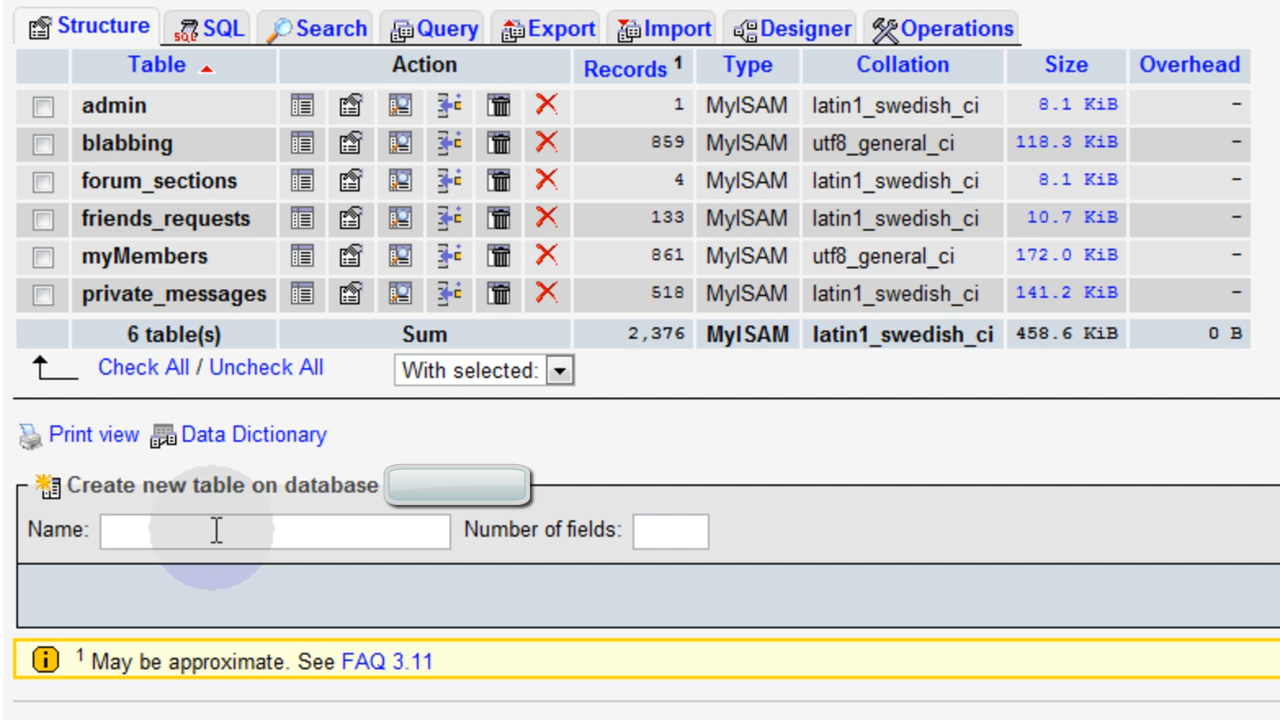 Structure SQL Search Query Export Import Designer Operations
Table Action Records 1 Type Collation Size Overhead
admin 1 MyISAM latin1_swedish_ci 8.1 KiB -
blabbing 859 MyISAM utf8_general_ci 118.3 KiB -
forum_sections 4 MyISAM latin1_swedish_ci 8.1 KiB -
friends_requests 133 MyISAM latin1_swedish_ci 10.7 KiB -
myMembers 861 MyISAM utf8_general_ci 172.0 KiB -
private_messages 518 MyISAM latin1_swedish_ci 141.2 KiB -
6 table(s) Sum 2,376 MyISAM latin1_swedish_ci 458.6 KiB 0 B
Check All / Uncheck All With selected:
Print view Data Dictionary
Create new table on database
Name: Number of fields:
1 May be approximate. See FAQ 3.11